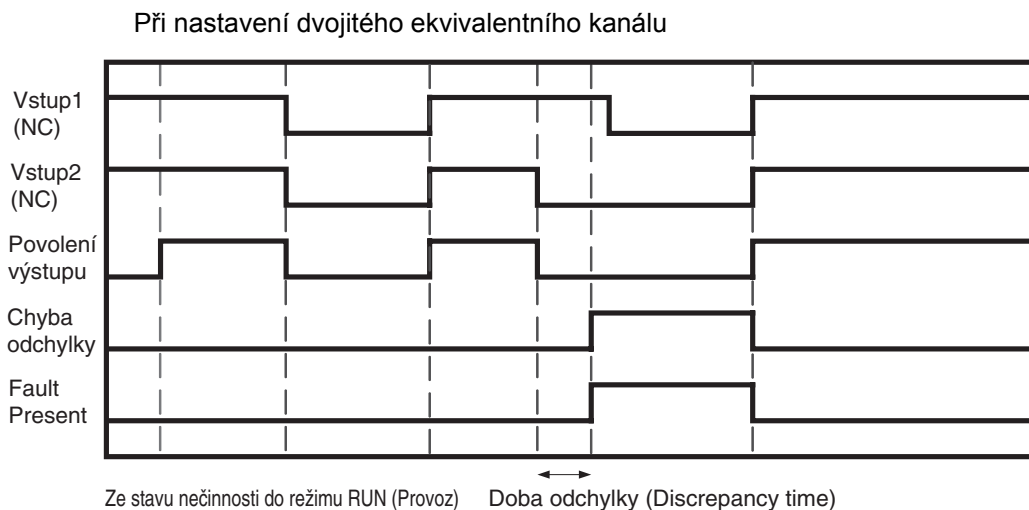 Při nastavení dvojitého ekvivalentního kanálu
Vstup1
(NC)
Vstup2
(NC)
Povolení
výstupu
Chyba
odchylky
Fault
Present
Ze stavu nečinnosti do režimu RUN (Provoz)
Doba odchylky (Discrepancy time)